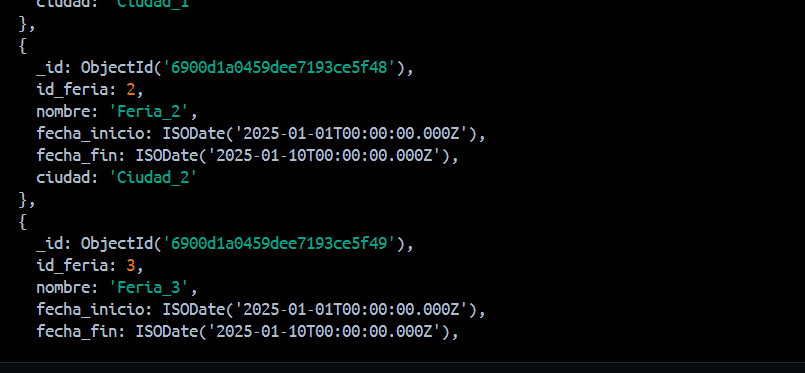 ciudad: 'Ciudad_1'
},
{
_id: ObjectId('6900d1a0459dee7193ce5f48'),
id_feria: 2,
nombre: 'Feria_2',
fecha_inicio: ISODate('2025-01-01T00:00:00.000Z'),
fecha_fin: ISODate('2025-01-10T00:00:00.000Z'),
ciudad: 'Ciudad_2'
},
{
_id: ObjectId('6900d1a0459dee7193ce5f49'),
id_feria: 3,
nombre: 'Feria_3',
fecha_inicio: ISODate('2025-01-01T00:00:00.000Z'),
fecha_fin: ISODate('2025-01-10T00:00:00.000Z'),